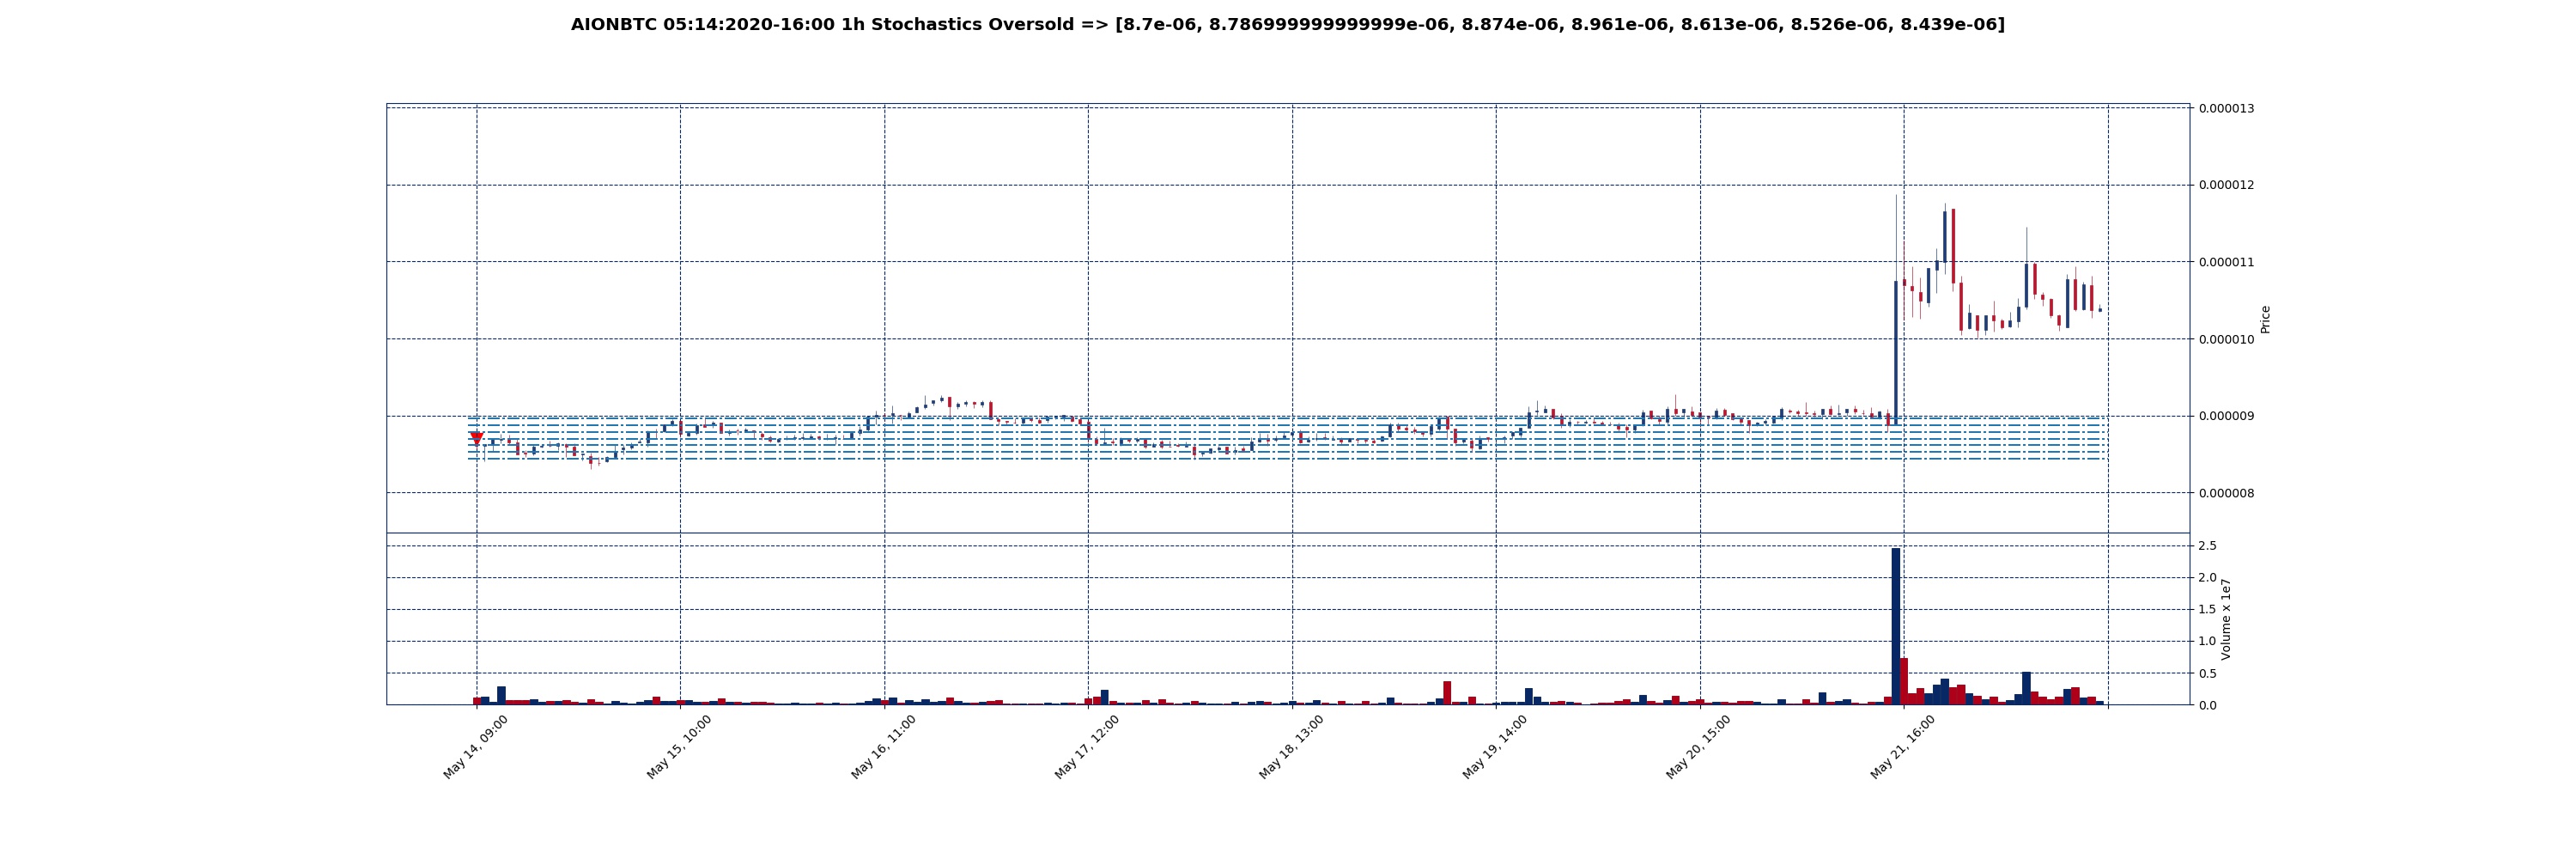 AIONBTC 05:14:2020-16:00 1h Stochastics Oversold => [8.7e-06, 8.786999999999999e-06, 8.874e-06, 8.961e-06, 8.613e-06, 8.526e-06, 8.439e-06]
0.000013
0.000012
0.000011
0.000010
0.000009
0.000008
Price
2.5
2.0
1.5
1.0
0.5
0.0
Volume x 1e7
May 14, 09:00
May 15, 10:00
May 16, 11:00
May 17, 12:00
May 18, 13:00
May 19, 14:00
May 20, 15:00
May 21, 16:00